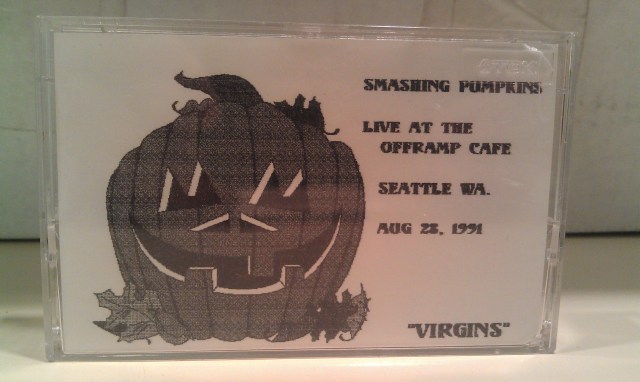 SMASHING PUMPKINS
LIVE AT THE
OFFRAMP CAFE
SEATTLE WA.
AUG 28, 1991
"VIRGINS"